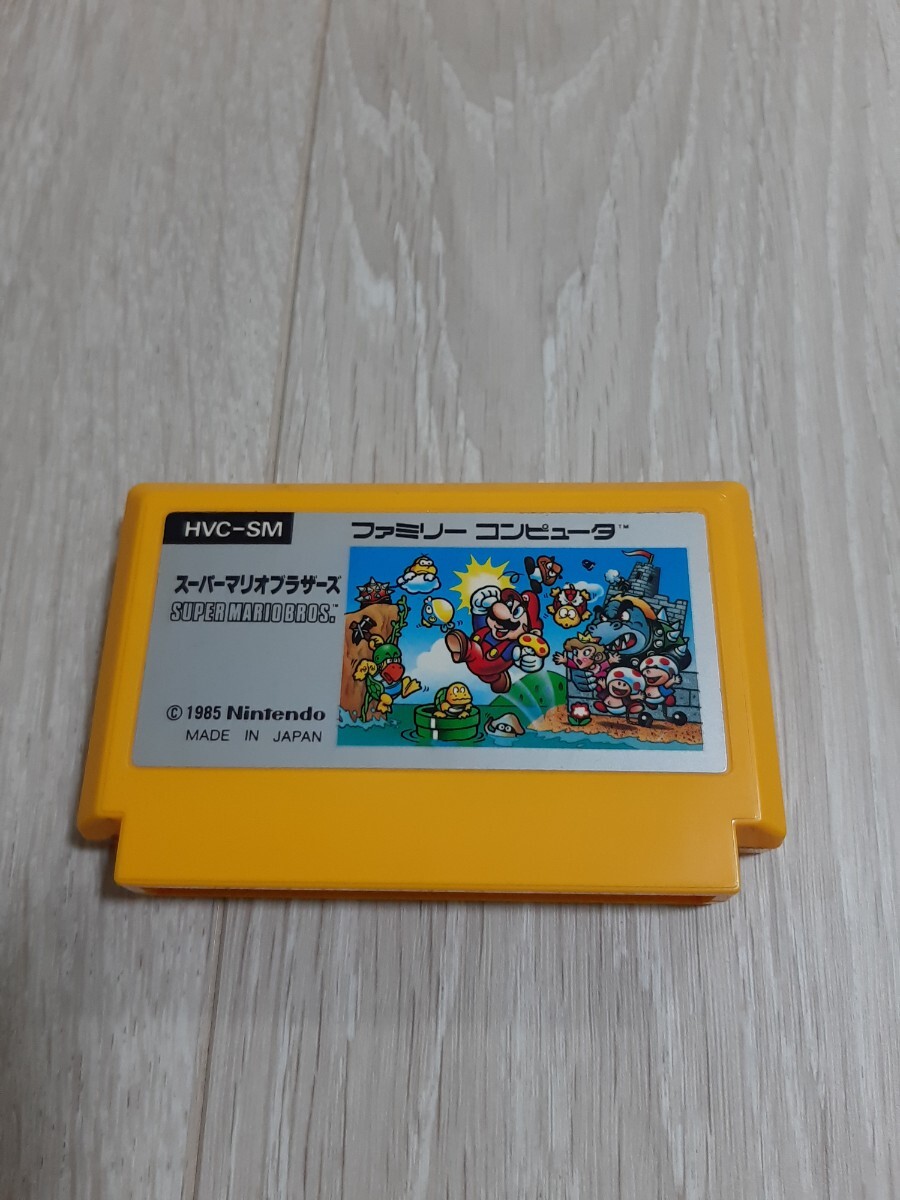 HVC-SM
ファミリー コンピュータ™
スーパーマリオブラザーズ
SUPER MARIO BROS.™
© 1985 Nintendo
MADE IN JAPAN